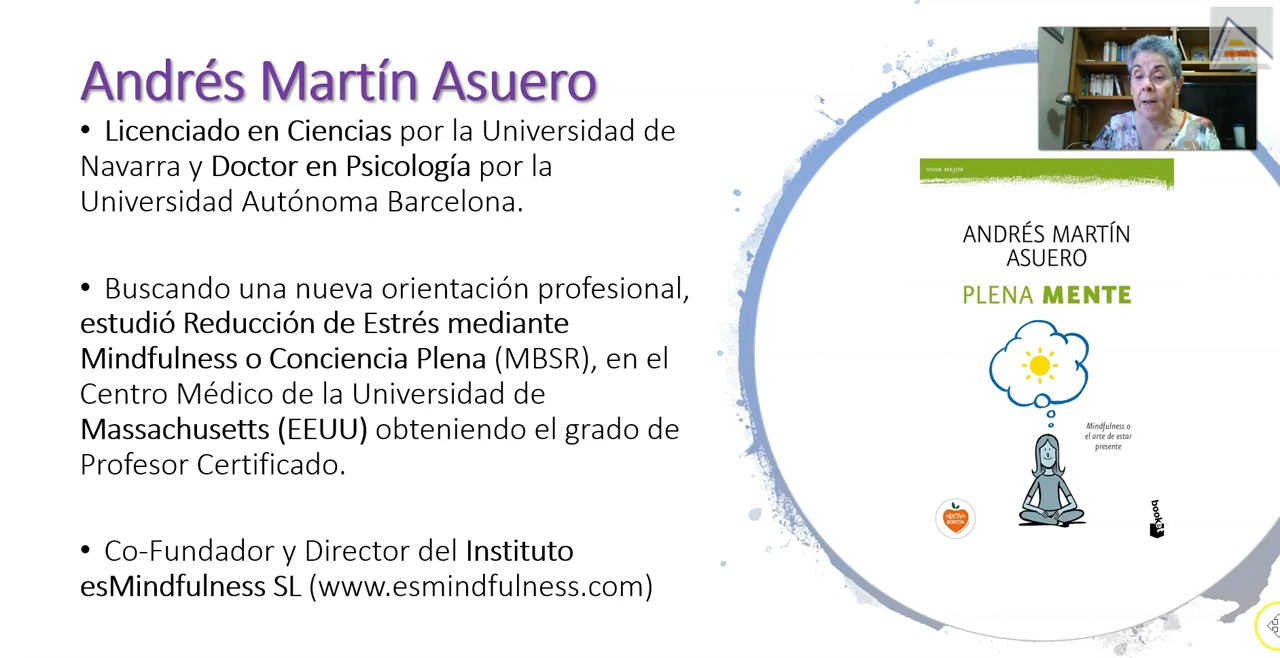 Andrés Martín Asuero
• Licenciado en Ciencias por la Universidad de
Navarra y Doctor en Psicología por la
Universidad Autónoma Barcelona.
• Buscando una nueva orientación profesional,
estudió Reducción de Estrés mediante
Mindfulness o Conciencia Plena (MBSR), en el
Centro Médico de la Universidad de
Massachusetts (EEUU) obteniendo el grado de
Profesor Certificado.
• Co-Fundador y Director del Instituto
esMindfulness SL (www.esmindfulness.com)
VIVIR MEJOR
ANDRÉS MARTÍN
ASUERO
PLENA MENTE
Mindfulness o
el arte de estar
presente
booket